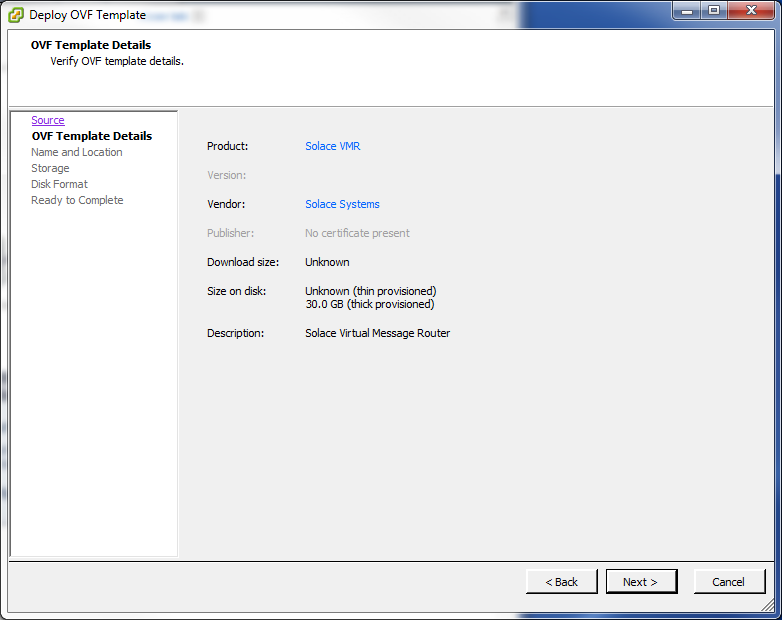 Deploy OVF Template
OVF Template Details
Verify OVF template details.
Source
OVF Template Details
Name and Location
Storage
Disk Format
Ready to Complete
Product: Solace VMR
Version:
Vendor: Solace Systems
Publisher: No certificate present
Download size: Unknown
Size on disk: Unknown (thin provisioned)
30.0 GB (thick provisioned)
Description: Solace Virtual Message Router
< Back Next > Cancel